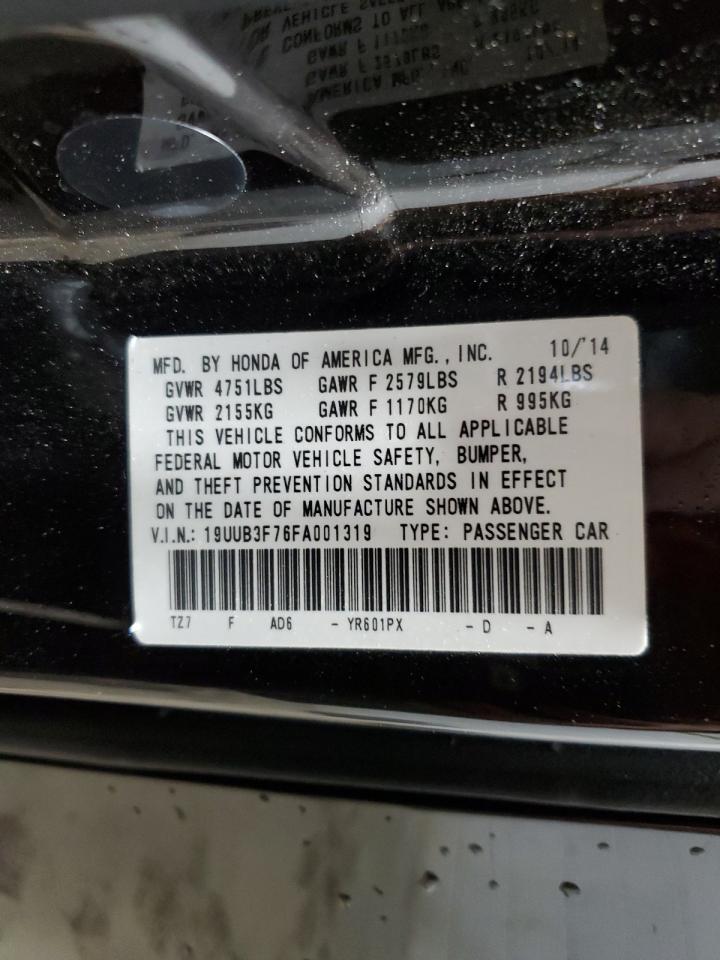 MFD. BY HONDA OF AMERICA MFG., INC. 10/'14
GVWR 4751LBS GAWR F 2579LBS R 2194LBS
GVWR 2155KG GAWR F 1170KG R 995KG
THIS VEHICLE CONFORMS TO ALL APPLICABLE
FEDERAL MOTOR VEHICLE SAFETY, BUMPER,
AND THEFT PREVENTION STANDARDS IN EFFECT
ON THE DATE OF MANUFACTURE SHOWN ABOVE.
V.I.N.: 19UUB3F76FA001319 TYPE: PASSENGER CAR
TZ7 F AD6 - YR601PX - D - A